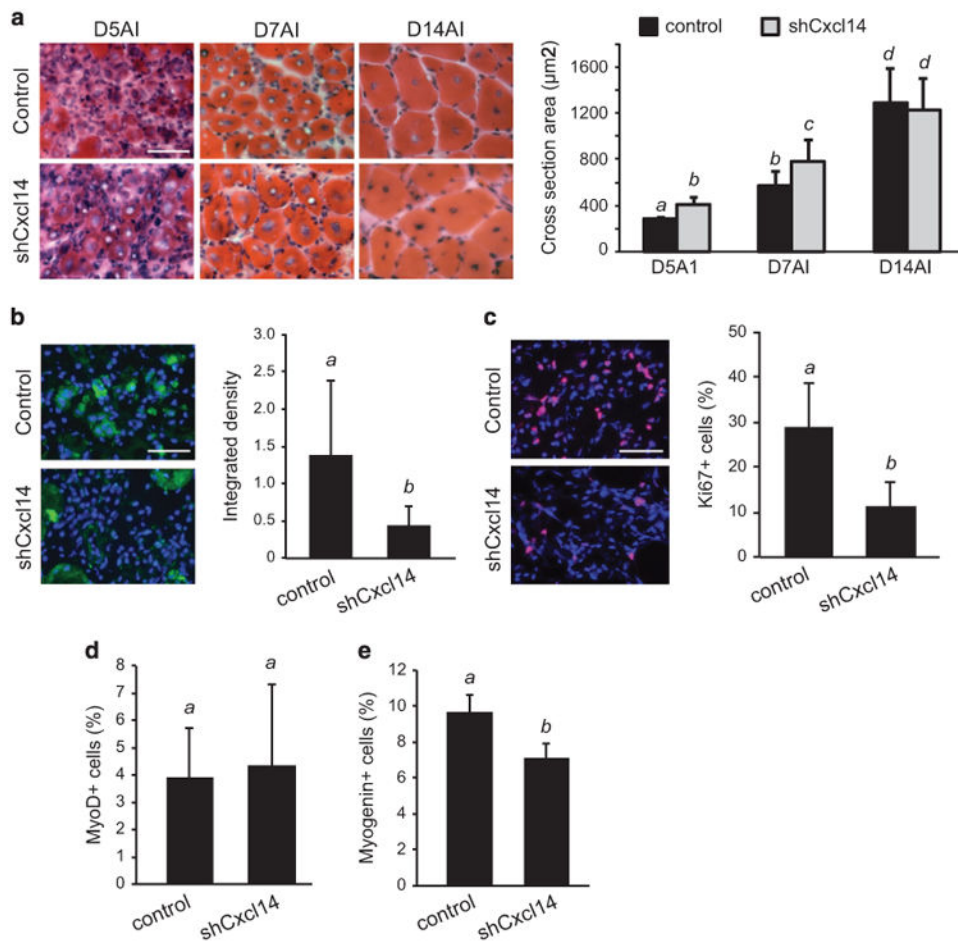 a
D5AI D7AI D14AI
Control
shCxcl14
control shCxcl14
Cross section area (µm2)
1600
1200
800
400
0
a b b c d d
D5A1 D7AI D14AI
b
Control
shCxcl14
Integrated density
3.0
2.5
2.0
1.5
1.0
0.5
0
a
b
control shCxcl14
c
Control
shCxcl14
Ki67+ cells (%)
50
40
30
20
10
0
a
b
control shCxcl14
d
MyoD+ cells (%)
8
7
6
5
4
3
2
1
0
a a
control shCxcl14
e
Myogenin+ cells (%)
12
10
8
6
4
2
0
a
b
control shCxcl14